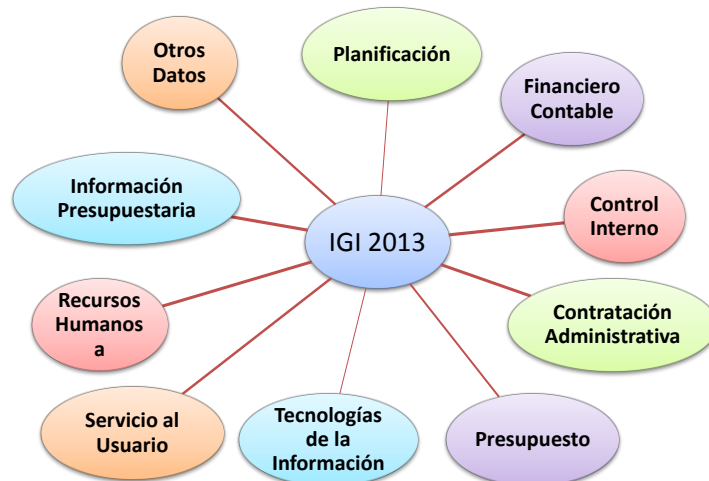 Otros
Datos
Planificación
Financiero
Contable
Información
Presupuestaria
IGI 2013
Control
Interno
Recursos
Humanos
a
Contratación
Administrativa
Servicio al
Usuario
Tecnologías
de la
Información
Presupuesto